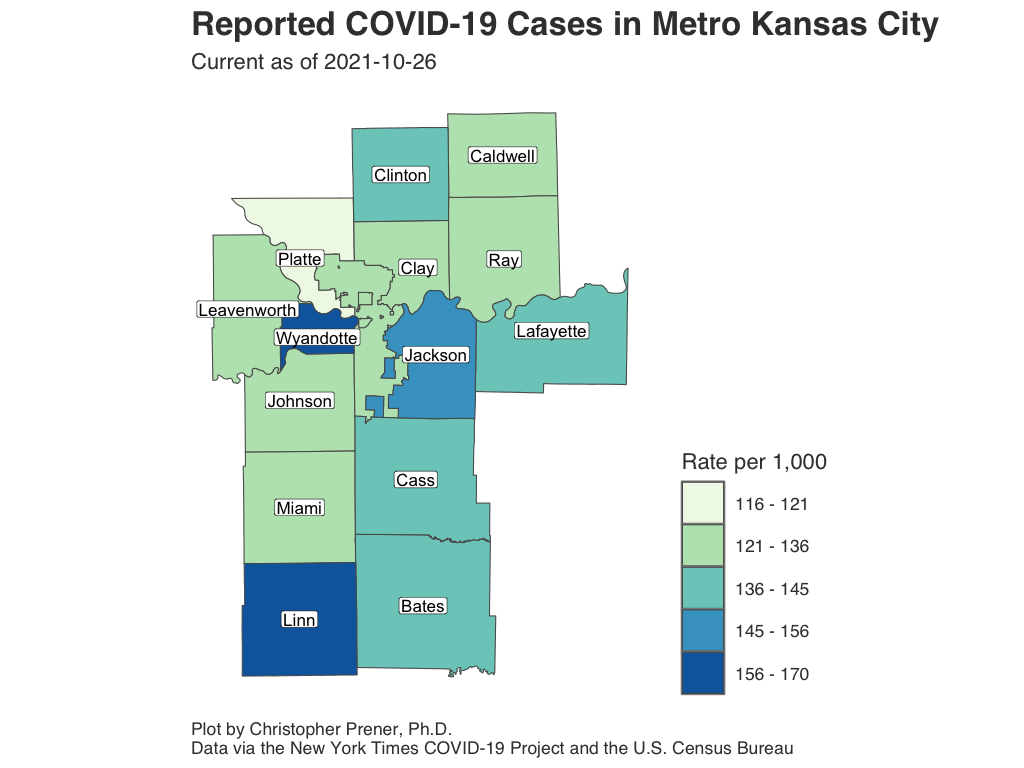 Reported COVID-19 Cases in Metro Kansas City
Current as of 2021-10-26
Caldwell
Clinton
Platte
Clay
Ray
Leavenworth
Wyandotte
Lafayette
Jackson
Johnson
Cass
Miami
Bates
Linn
Rate per 1,000
116 - 121
121 - 136
136 - 145
145 - 156
156 - 170
Plot by Christopher Prener, Ph.D.
Data via the New York Times COVID-19 Project and the U.S. Census Bureau